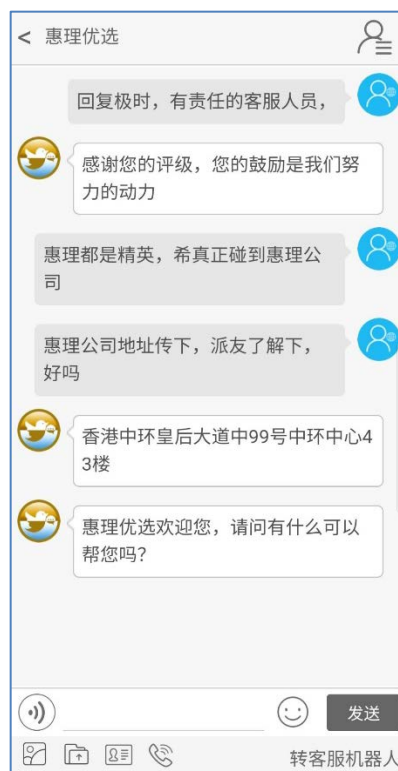 < 惠理优选
回复极时，有责任的客服人员，
感谢您的评级，您的鼓励是我们努
力的动力
惠理都是精英，希真正碰到惠理公
司
惠理公司地址传下，派友了解下，
好吗
香港中环皇后大道中99号中环中心4
3楼
惠理优选欢迎您，请问有什么可以
帮您吗？
发送
转客服机器人